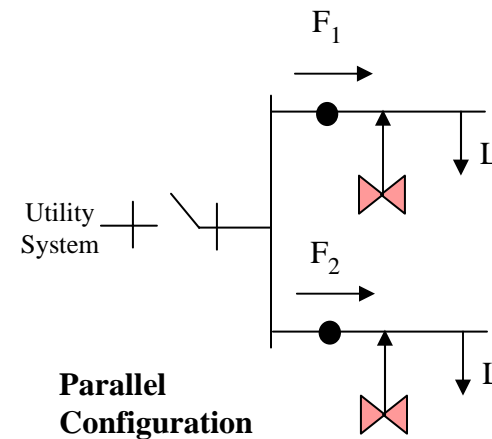 F1
L
Utility
System
F2
L
Parallel
Configuration